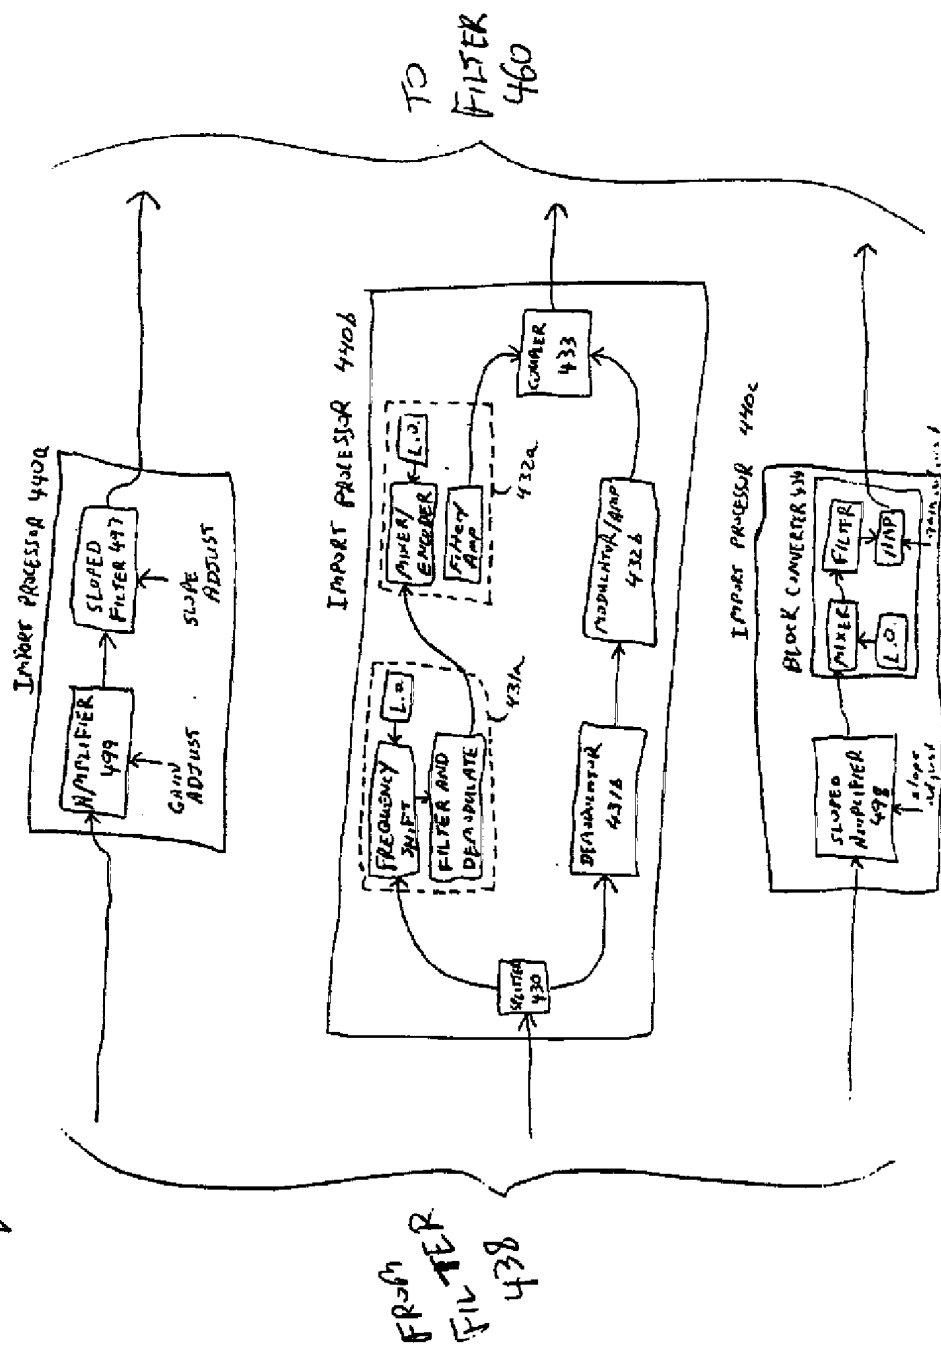 FROM
FILTER
438
IMPORT PROCESSOR 440a
AMPLIFIER
499
GAIN
ADJUST
SLOPED
FILTER 497
SLOPE
ADJUST
IMPORT PROCESSOR 440b
SPLITTER
430
FREQUENCY
SHIFT
L.O.
FILTER AND
DEMODULATE
431a
MIXER/
ENCODER
L.O.
FILTER/
AMP
432a
DEMODULATOR
431b
MODULATOR/AMP
432b
COUPLER
433
IMPORT PROCESSOR 440c
SLOPED
AMPLIFIER
498
slope
adjust
BLOCK CONVERTER
MIXER
L.O.
FILTER
AMP
TO
FILTER
460